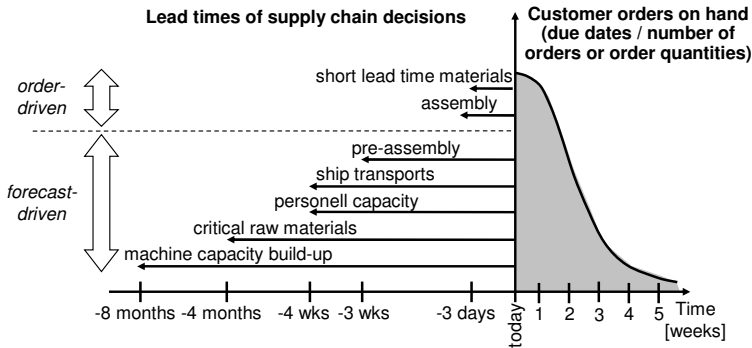 Lead times of supply chain decisions
Customer orders on hand
(due dates / number of
orders or order quantities)
order-
driven
short lead time materials
assembly
pre-assembly
ship transports
forecast-
driven
personell capacity
critical raw materials
machine capacity build-up
-8 months
-4 months
-4 wks
-3 wks
-3 days
today
1
2
3
4
5
Time
[weeks]